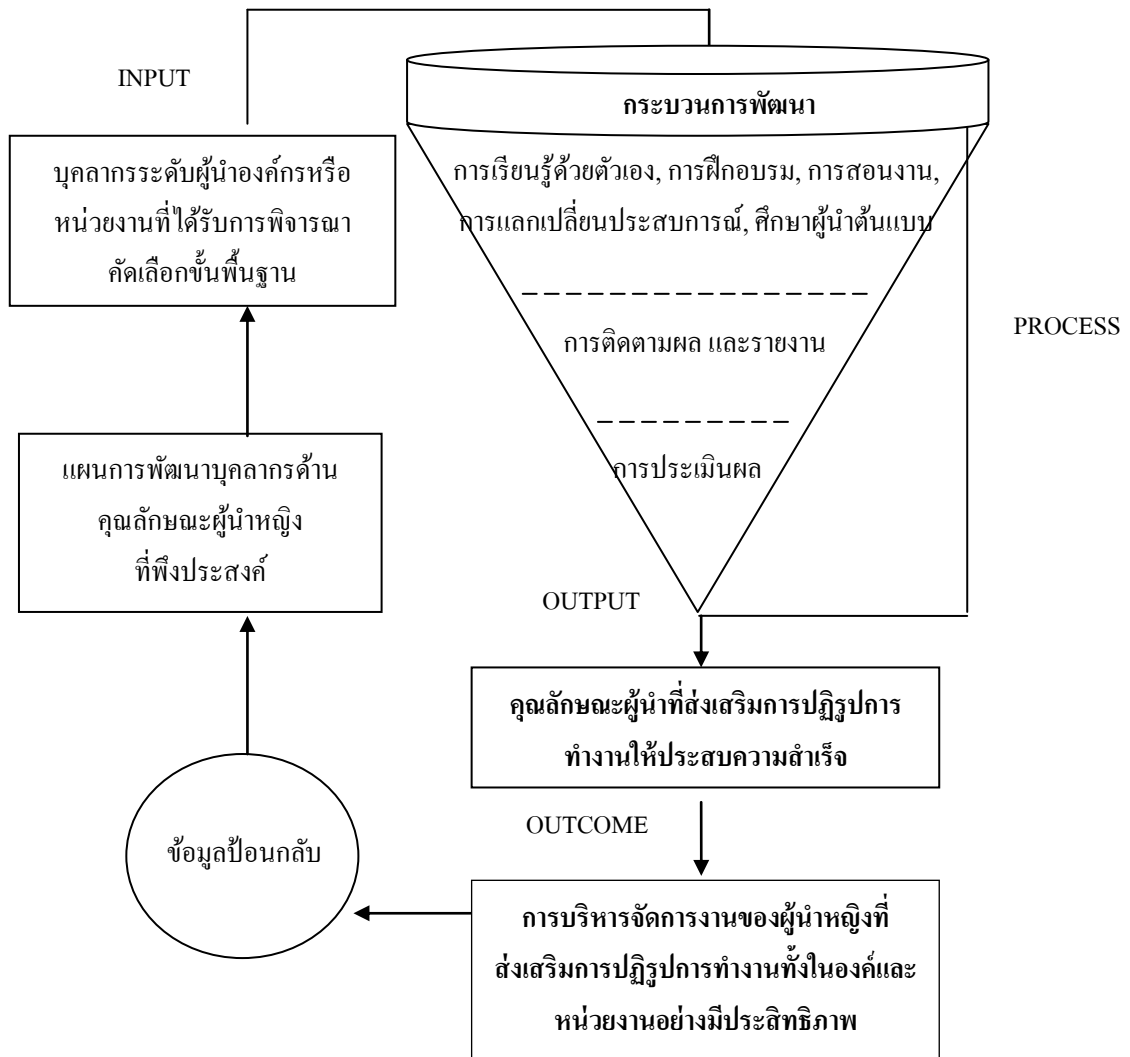 INPUT
บุคลากรระดับผู้นำองค์กรหรือ
หน่วยงานที่ได้รับการพิจารณา
คัดเลือกขั้นพื้นฐาน
แผนการพัฒนาบุคลากรด้าน
คุณลักษณะผู้นำหญิง
ที่พึงประสงค์
ข้อมูลป้อนกลับ
กระบวนการพัฒนา
การเรียนรู้ด้วยตัวเอง, การฝึกอบรม, การสอนงาน,
การแลกเปลี่ยนประสบการณ์, ศึกษาผู้นำต้นแบบ
การติดตามผล และรายงาน
การประเมินผล
PROCESS
OUTPUT
คุณลักษณะผู้นำที่ส่งเสริมการปฏิรูปการ
ทำงานให้ประสบความสำเร็จ
OUTCOME
การบริหารจัดการงานของผู้นำหญิงที่
ส่งเสริมการปฏิรูปการทำงานทั้งในองค์และ
หน่วยงานอย่างมีประสิทธิภาพ